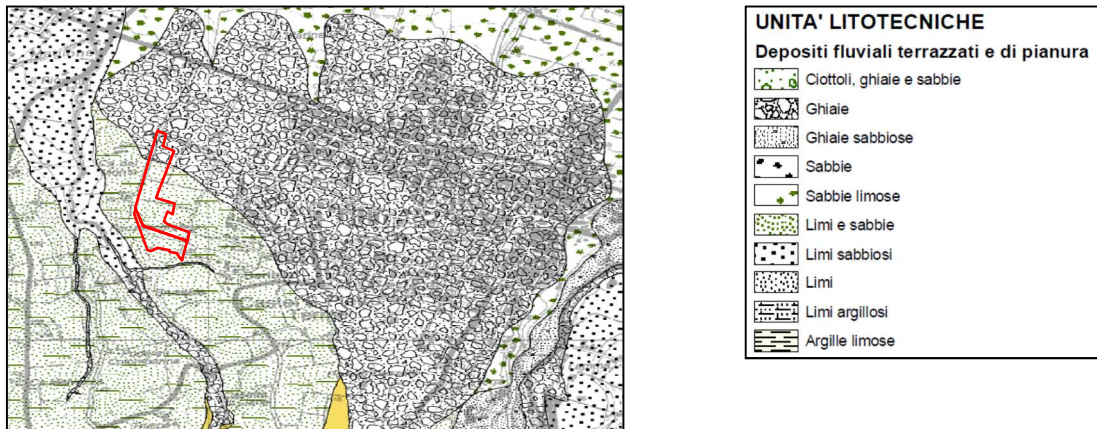 UNITA' LITOTECNICHE
Depositi fluviali terrazzati e di pianura
Ciottoli, ghiaie e sabbie
Ghiaie
Ghiaie sabbiose
Sabbie
Sabbie limose
Limi e sabbie
Limi sabbiosi
Limi
Limi argillosi
Argille limose